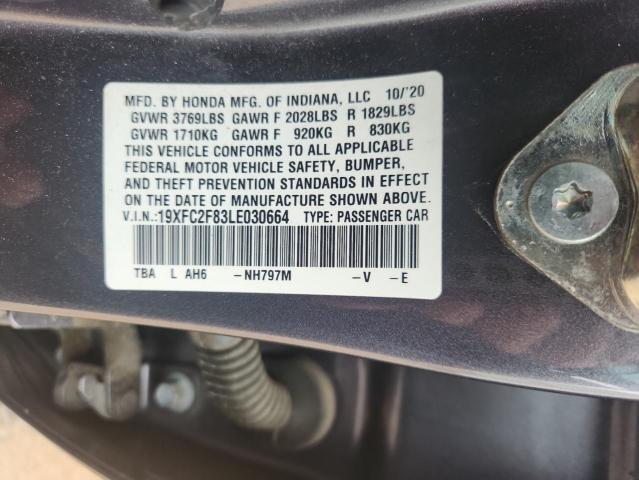 MFD. BY HONDA MFG. OF INDIANA, LLC 10/'20
GVWR 3769LBS GAWR F 2028LBS R 1829LBS
GVWR 1710KG GAWR F 920KG R 830KG
THIS VEHICLE CONFORMS TO ALL APPLICABLE
FEDERAL MOTOR VEHICLE SAFETY, BUMPER,
AND THEFT PREVENTION STANDARDS IN EFFECT
ON THE DATE OF MANUFACTURE SHOWN ABOVE.
V.I.N.:19XFC2F83LE030664 TYPE: PASSENGER CAR
TBA L AH6 -NH797M -V -E